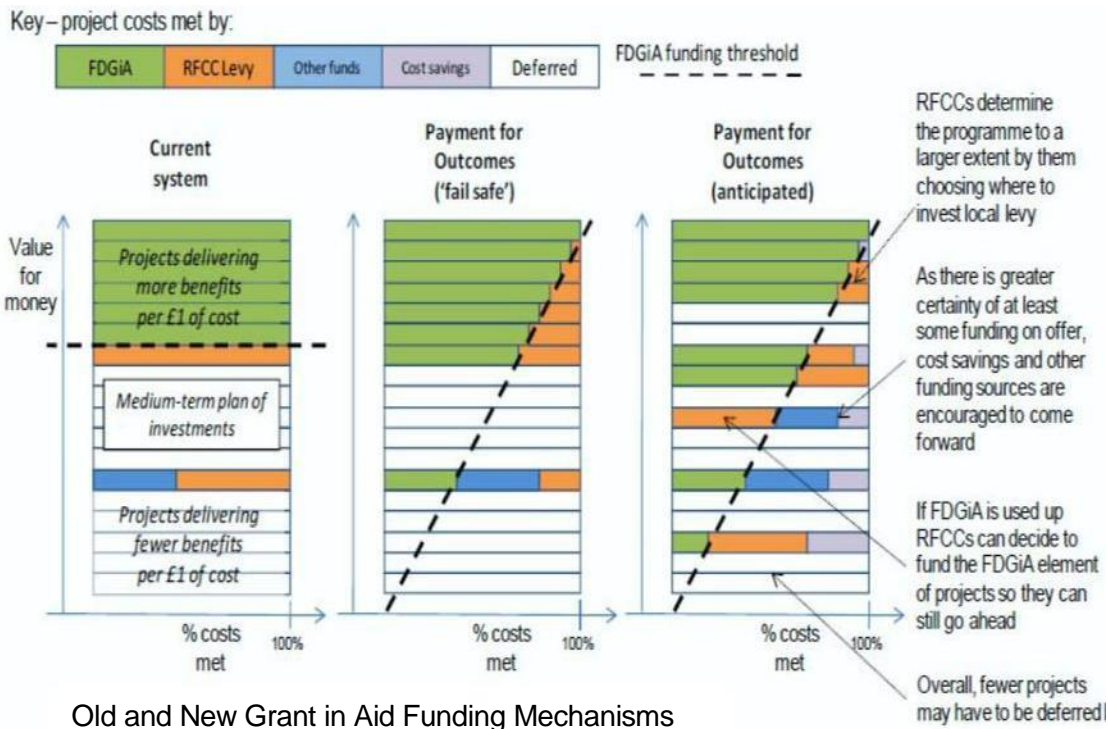 Key – project costs met by:
FDGiA
RFCC Levy
Other funds
Cost savings
Deferred
FDGiA funding threshold
Current
system
Payment for
Outcomes
('fail safe')
Payment for
Outcomes
(anticipated)
Value
for
money
Projects delivering
more benefits
per £1 of cost
Medium-term plan of
investments
Projects delivering
fewer benefits
per £1 of cost
% costs
met
100%
% costs
met
100%
% costs
met
100%
RFCCs determine
the programme to a
larger extent by them
choosing where to
invest local levy
As there is greater
certainty of at least
some funding on offer,
cost savings and other
funding sources are
encouraged to come
forward
If FDGiA is used up
RFCCs can decide to
fund the FDGiA element
of projects so they can
still go ahead
Overall, fewer projects
may have to be deferred
Old and New Grant in Aid Funding Mechanisms